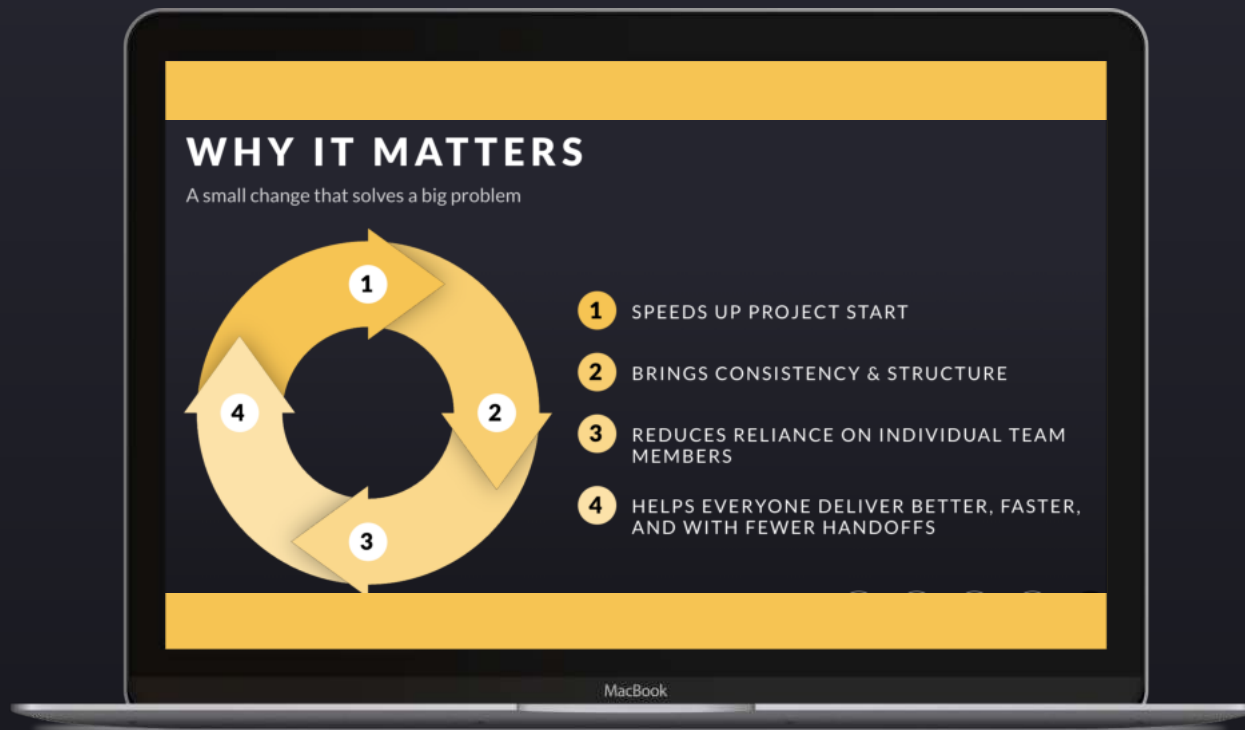 WHY IT MATTERS
A small change that solves a big problem
1
2
3
4
1 SPEEDS UP PROJECT START
2 BRINGS CONSISTENCY & STRUCTURE
3 REDUCES RELIANCE ON INDIVIDUAL TEAM
MEMBERS
4 HELPS EVERYONE DELIVER BETTER, FASTER,
AND WITH FEWER HANDOFFS
MacBook